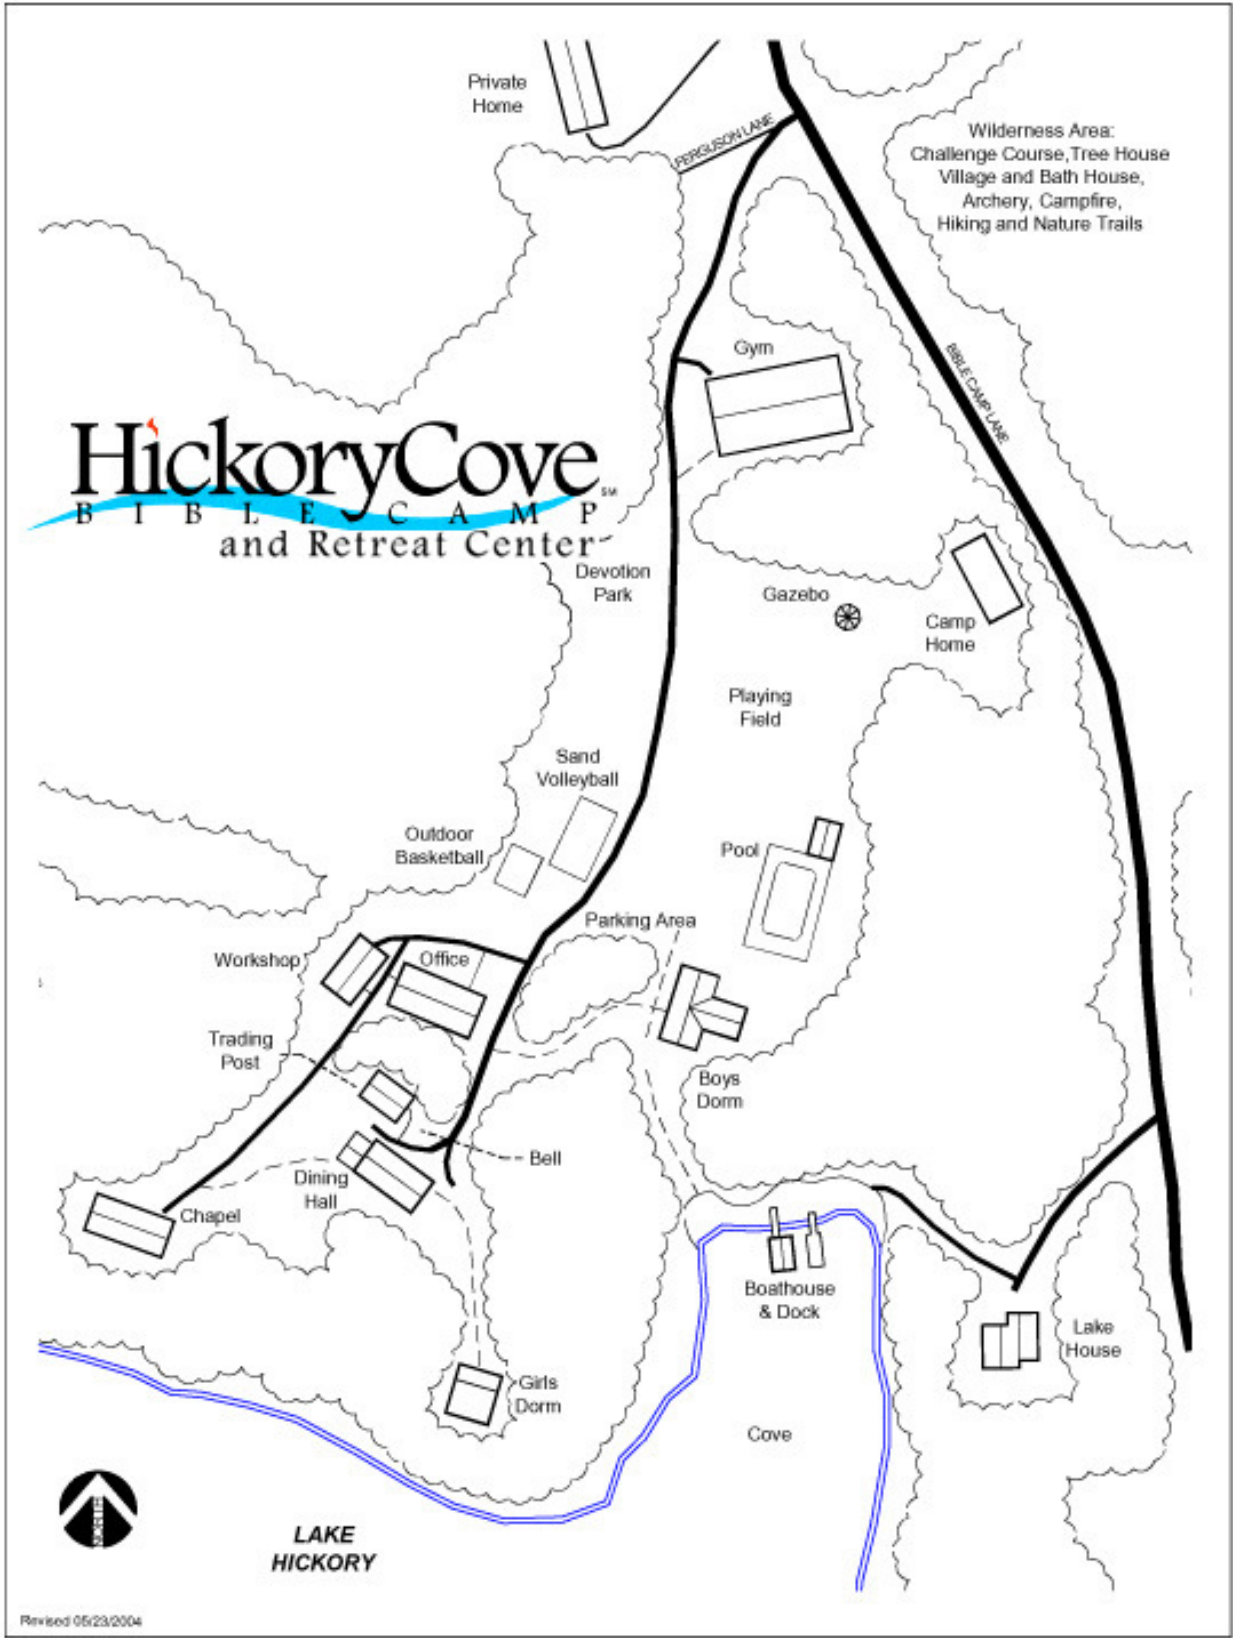 Private
Home
FERGUSON LANE
Wilderness Area:
Challenge Course,Tree House
Village and Bath House,
Archery, Campfire,
Hiking and Nature Trails
Gym
BIBLE CAMP LANE
HickoryCove
SM
BIBLE CAMP
and Retreat Center
Devotion
Park
Gazebo
Camp
Home
Playing
Field
Sand
Volleyball
Outdoor
Basketball
Pool
Parking Area
Workshop
Office
Trading
Post
Boys
Dorm
Bell
Dining
Hall
Chapel
Boathouse
& Dock
Lake
House
Girls
Dorm
Cove
NORTH
LAKE
HICKORY
Revised 05/23/2004